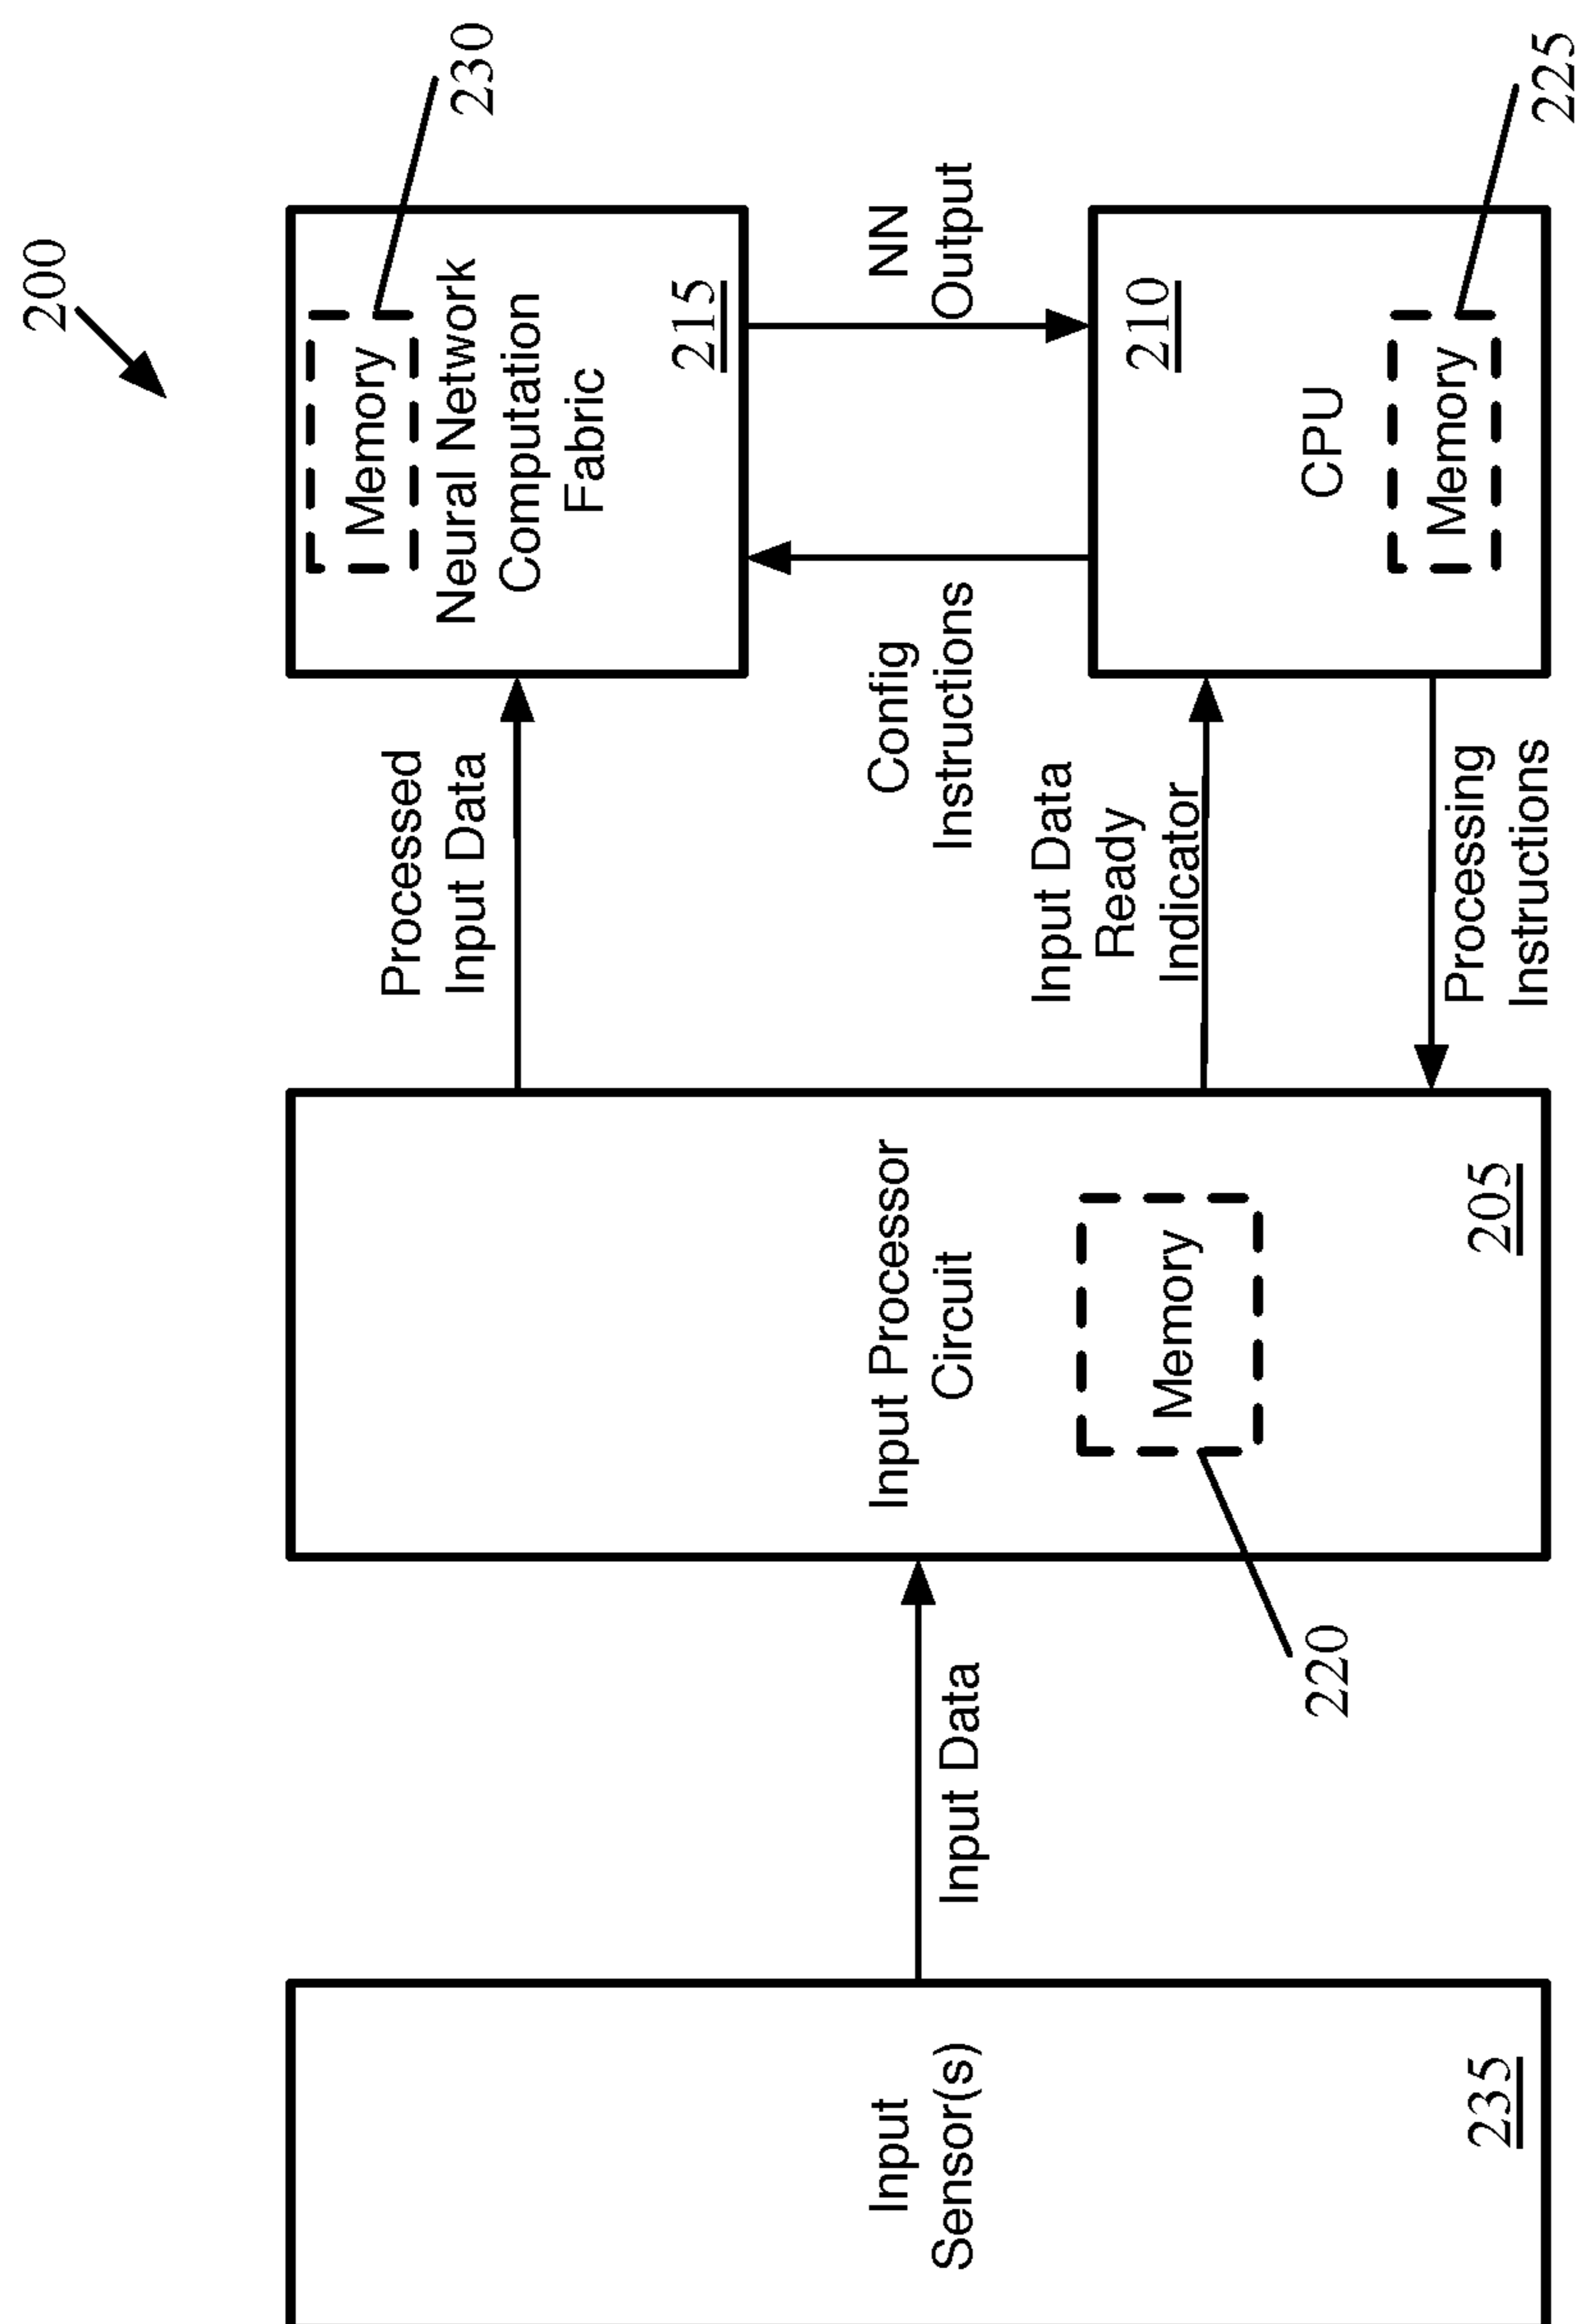 200
Input
Sensor(s)
235
Input Data
Input Processor
Circuit
Memory
205
220
Processed
Input Data
Input Data
Ready
Indicator
Processing
Instructions
Memory
Neural Network
Computation
Fabric
215
230
Config
Instructions
NN
Output
210
CPU
Memory
225